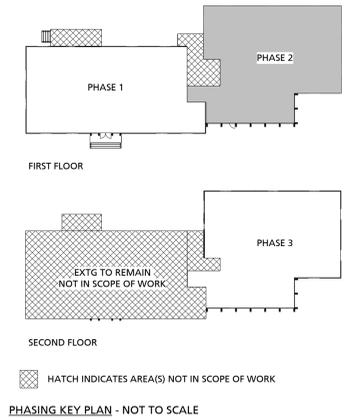 PHASE 2
PHASE 1
FIRST FLOOR
PHASE 3
EXTG TO REMAIN
NOT IN SCOPE OF WORK
SECOND FLOOR
HATCH INDICATES AREA(S) NOT IN SCOPE OF WORK
PHASING KEY PLAN - NOT TO SCALE